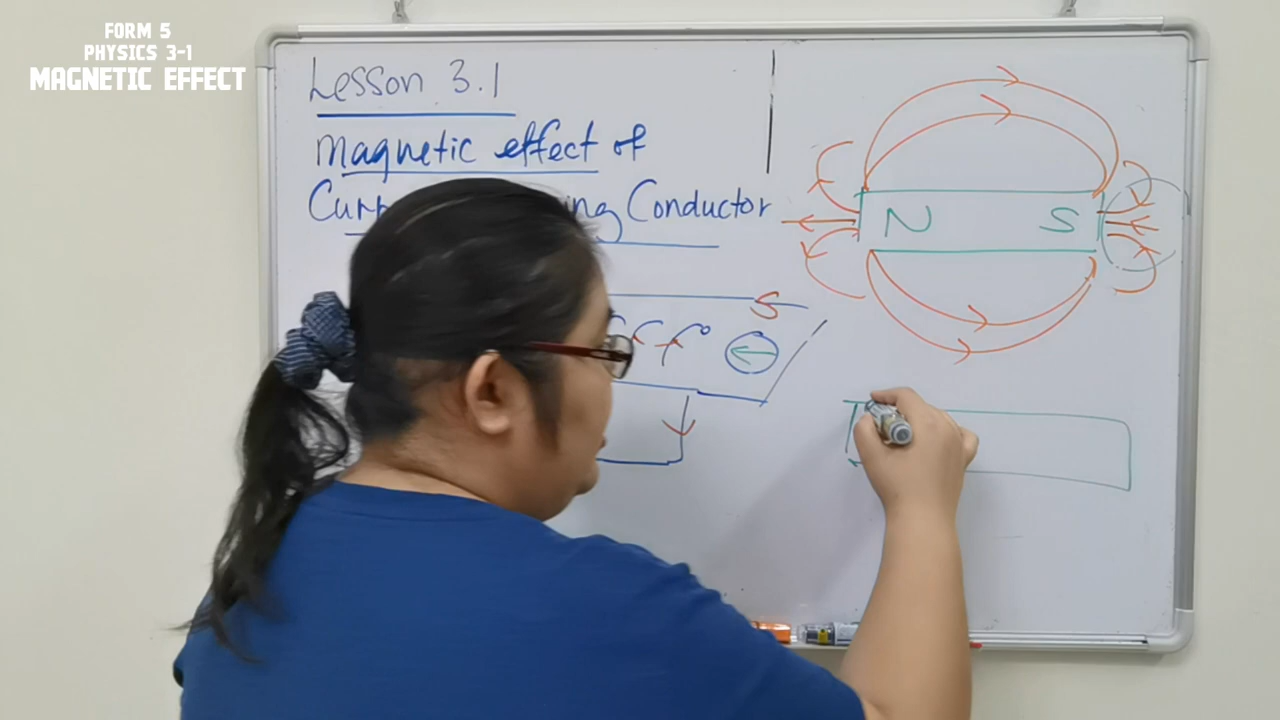 FORM 5
PHYSICS 3-1
MAGNETIC EFFECT
Lesson 3.1
Magnetic effect of
Conductor
N S
S